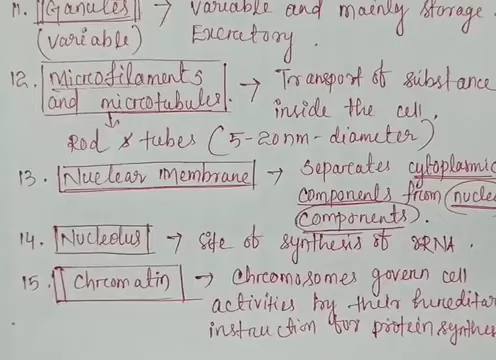 11. Ganules → Variable and mainly storage
(variable) Excretory.
12. Microfilaments → Transport of substance
and microtubules. inside the cell.
Rod & tubes (5-20nm-diameter)
13. Nuclear Membrane → Separates cytoplasmic
components from nucle
components.
14. Nucleolus → site of synthesis of rRNA.
15. Chromatin → Chromosomes govern cell
activities by their hereditar
instruction for protein synthe